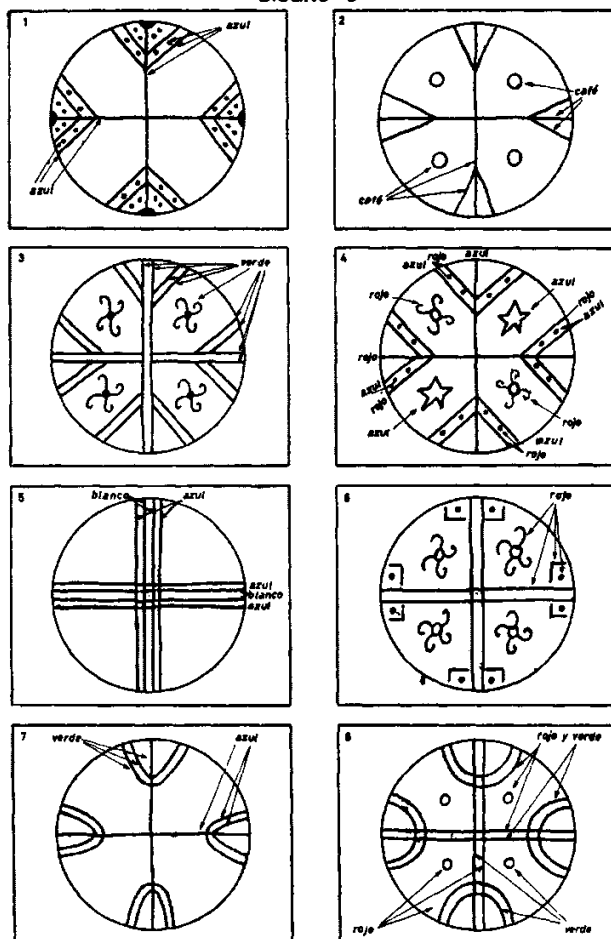 1
azul
azul
2
café
café
3
verde
4
rojo
azul
azul
azul
rojo
rojo
azul
rojo
azul
rojo
azul
rojo
azul
rojo
5
blanco
azul
azul
blanco
azul
6
rojo
7
verde
azul
8
rojo y verde
rojo
verde